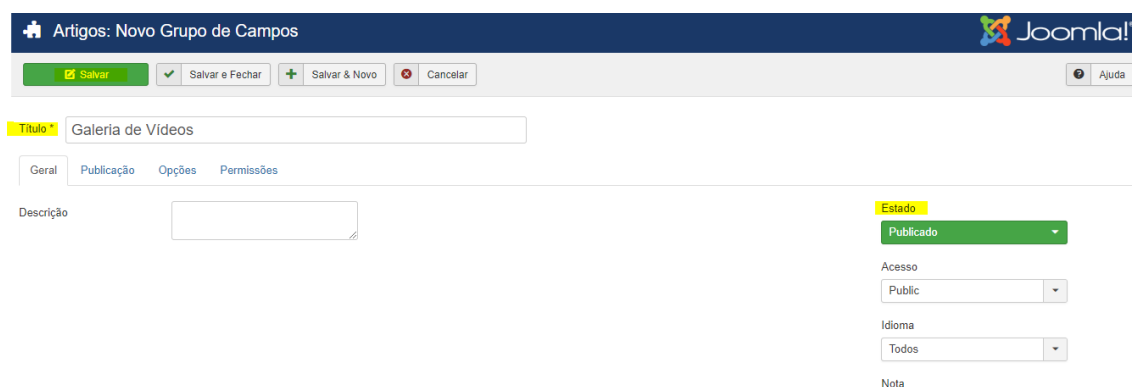 Artigos: Novo Grupo de Campos
Joomla!
Salvar
Salvar e Fechar
Salvar & Novo
Cancelar
Ajuda
Título *
Galeria de Vídeos
Geral
Publicação
Opções
Permissões
Descrição
Estado
Publicado
Acesso
Public
Idioma
Todos
Nota